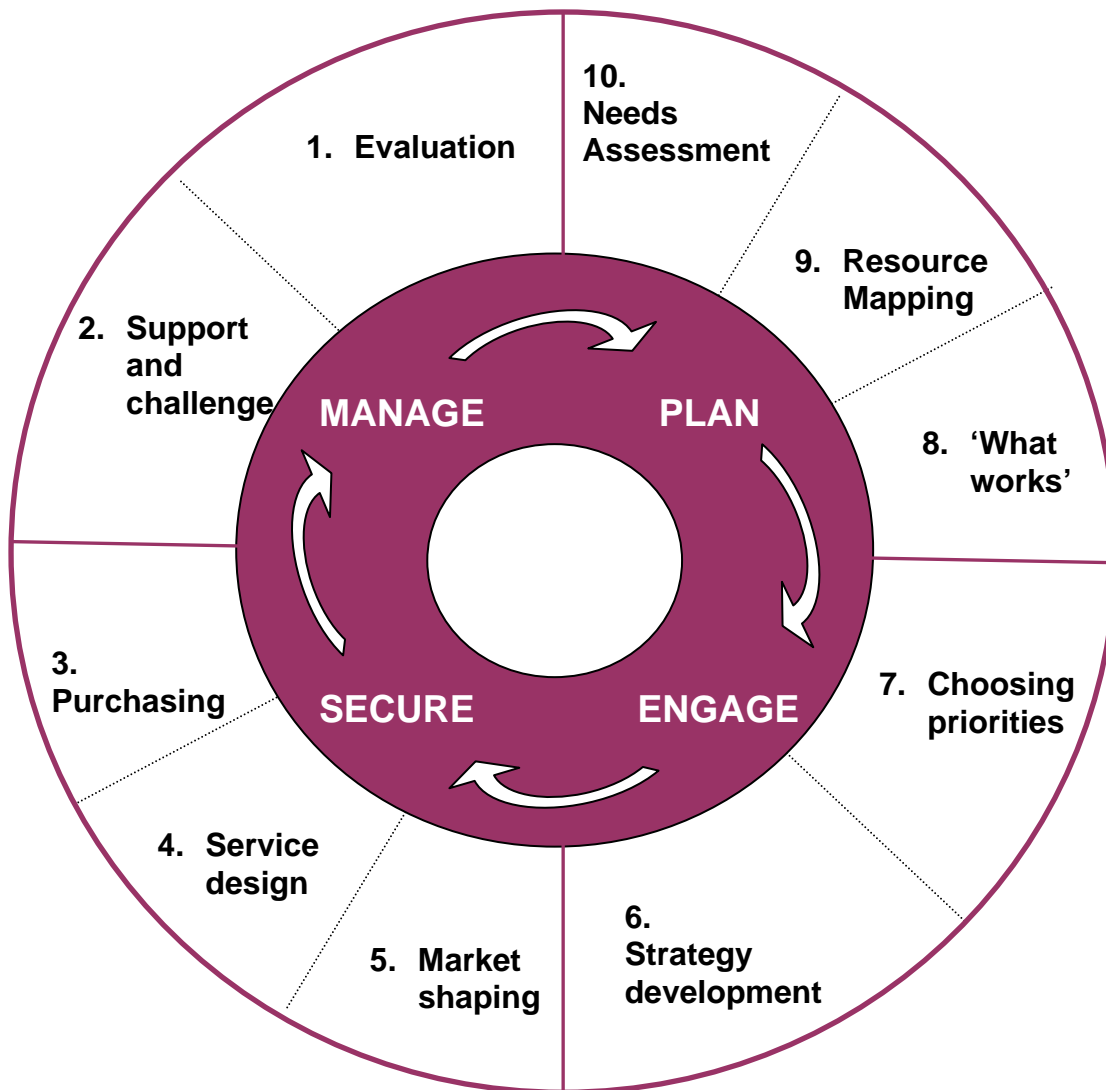 10.
Needs
Assessment
1. Evaluation
9. Resource
Mapping
2. Support
and
challenge
MANAGE
PLAN
8. ‘What
works’
3.
Purchasing
SECURE
ENGAGE
7. Choosing
priorities
4. Service
design
6.
Strategy
development
5. Market
shaping